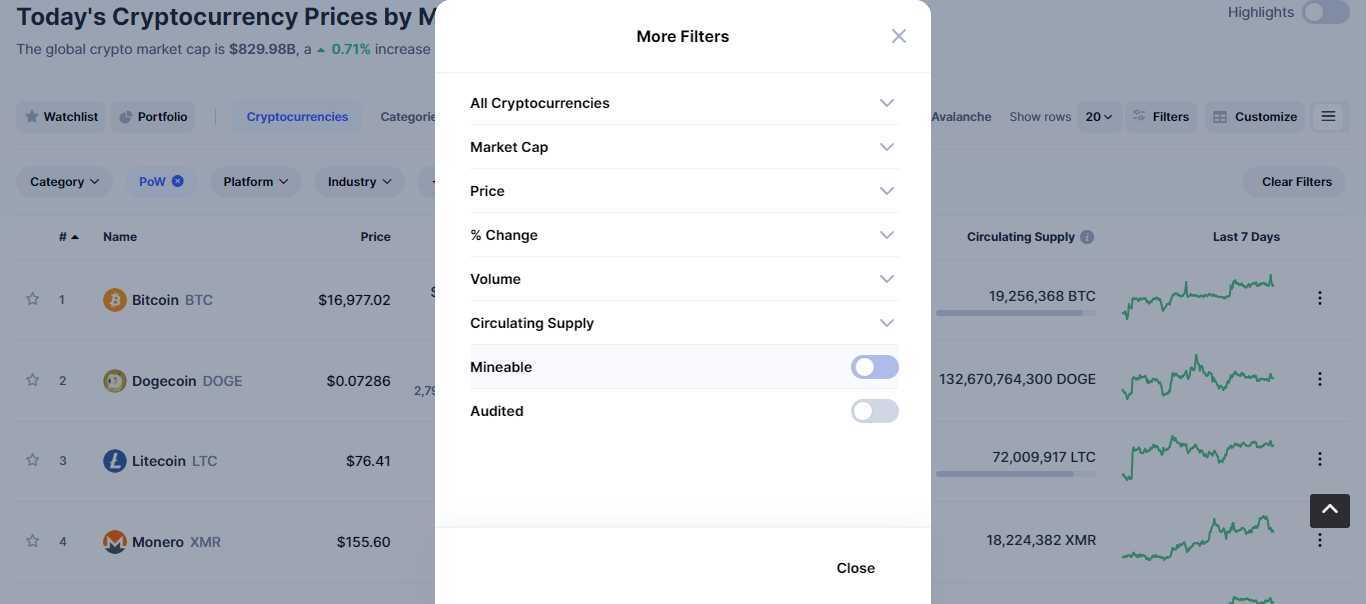 Today's Cryptocurrency Prices by M
Highlights
The global crypto market cap is $829.98B, a 0.71% increase
Watchlist
Portfolio
Cryptocurrencies
Categorie
Avalanche
Show rows
20
Filters
Customize
Category
PoW
Platform
Industry
Clear Filters
# Name Price
Circulating Supply
Last 7 Days
1 Bitcoin BTC $16,977.02 $
19,256,368 BTC
2 Dogecoin DOGE $0.07286 2,79
132,670,764,300 DOGE
3 Litecoin LTC $76.41
72,009,917 LTC
4 Monero XMR $155.60
18,224,382 XMR
More Filters
All Cryptocurrencies
Market Cap
Price
% Change
Volume
Circulating Supply
Mineable
Audited
Close